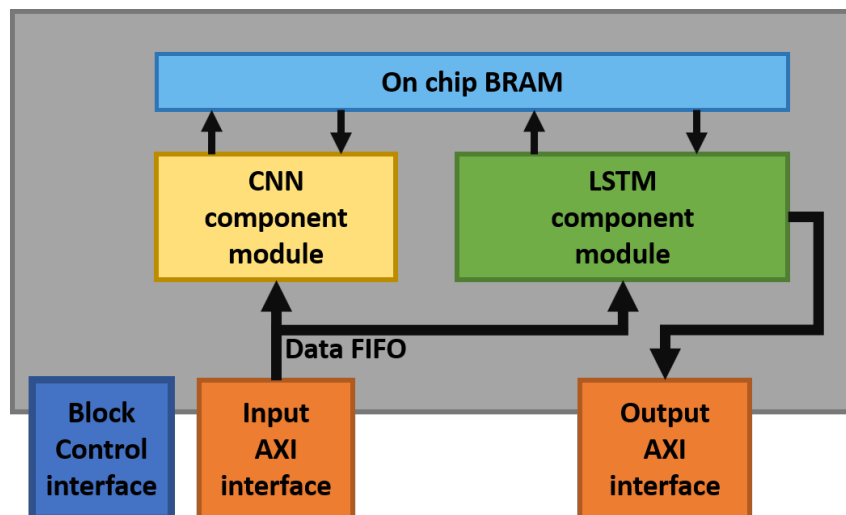 On chip BRAM
CNN
component
module
LSTM
component
module
Data FIFO
Block
Control
interface
Input
AXI
interface
Output
AXI
interface